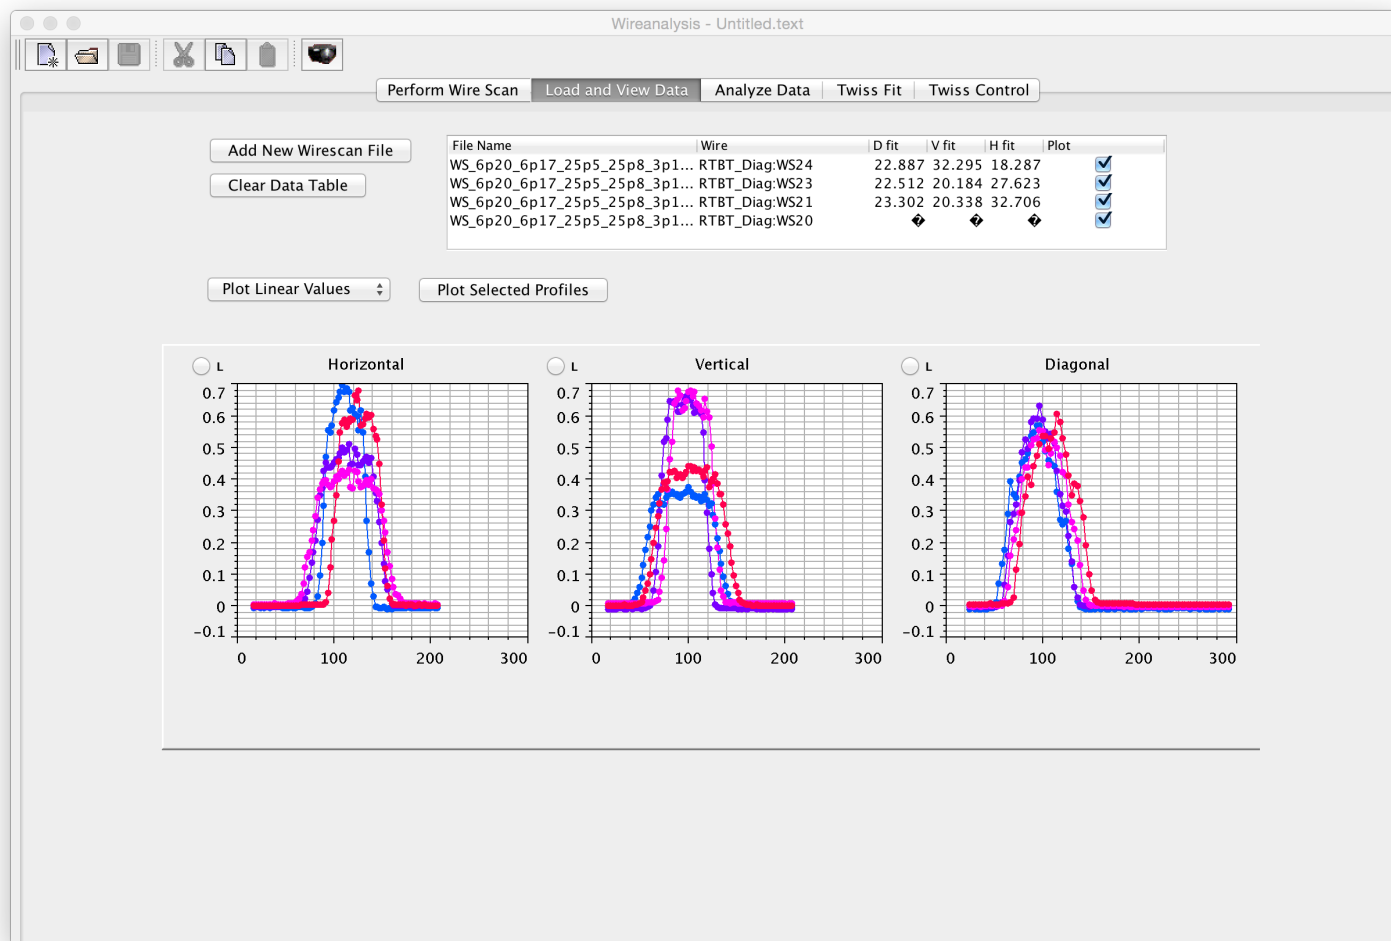 Wireanalysis - Untitled.text
Perform Wire Scan Load and View Data Analyze Data Twiss Fit Twiss Control
Add New Wirescan File
Clear Data Table
File Name Wire D fit V fit H fit Plot
WS_6p20_6p17_25p5_25p8_3p1... RTBT_Diag:WS24 22.887 32.295 18.287
WS_6p20_6p17_25p5_25p8_3p1... RTBT_Diag:WS23 22.512 20.184 27.623
WS_6p20_6p17_25p5_25p8_3p1... RTBT_Diag:WS21 23.302 20.338 32.706
WS_6p20_6p17_25p5_25p8_3p1... RTBT_Diag:WS20 � � �
Plot Linear Values Plot Selected Profiles
L Horizontal
0.7
0.6
0.5
0.4
0.3
0.2
0.1
0
-0.1
0 100 200 300
L Vertical
0.7
0.6
0.5
0.4
0.3
0.2
0.1
0
-0.1
0 100 200 300
L Diagonal
0.7
0.6
0.5
0.4
0.3
0.2
0.1
0
-0.1
0 100 200 300